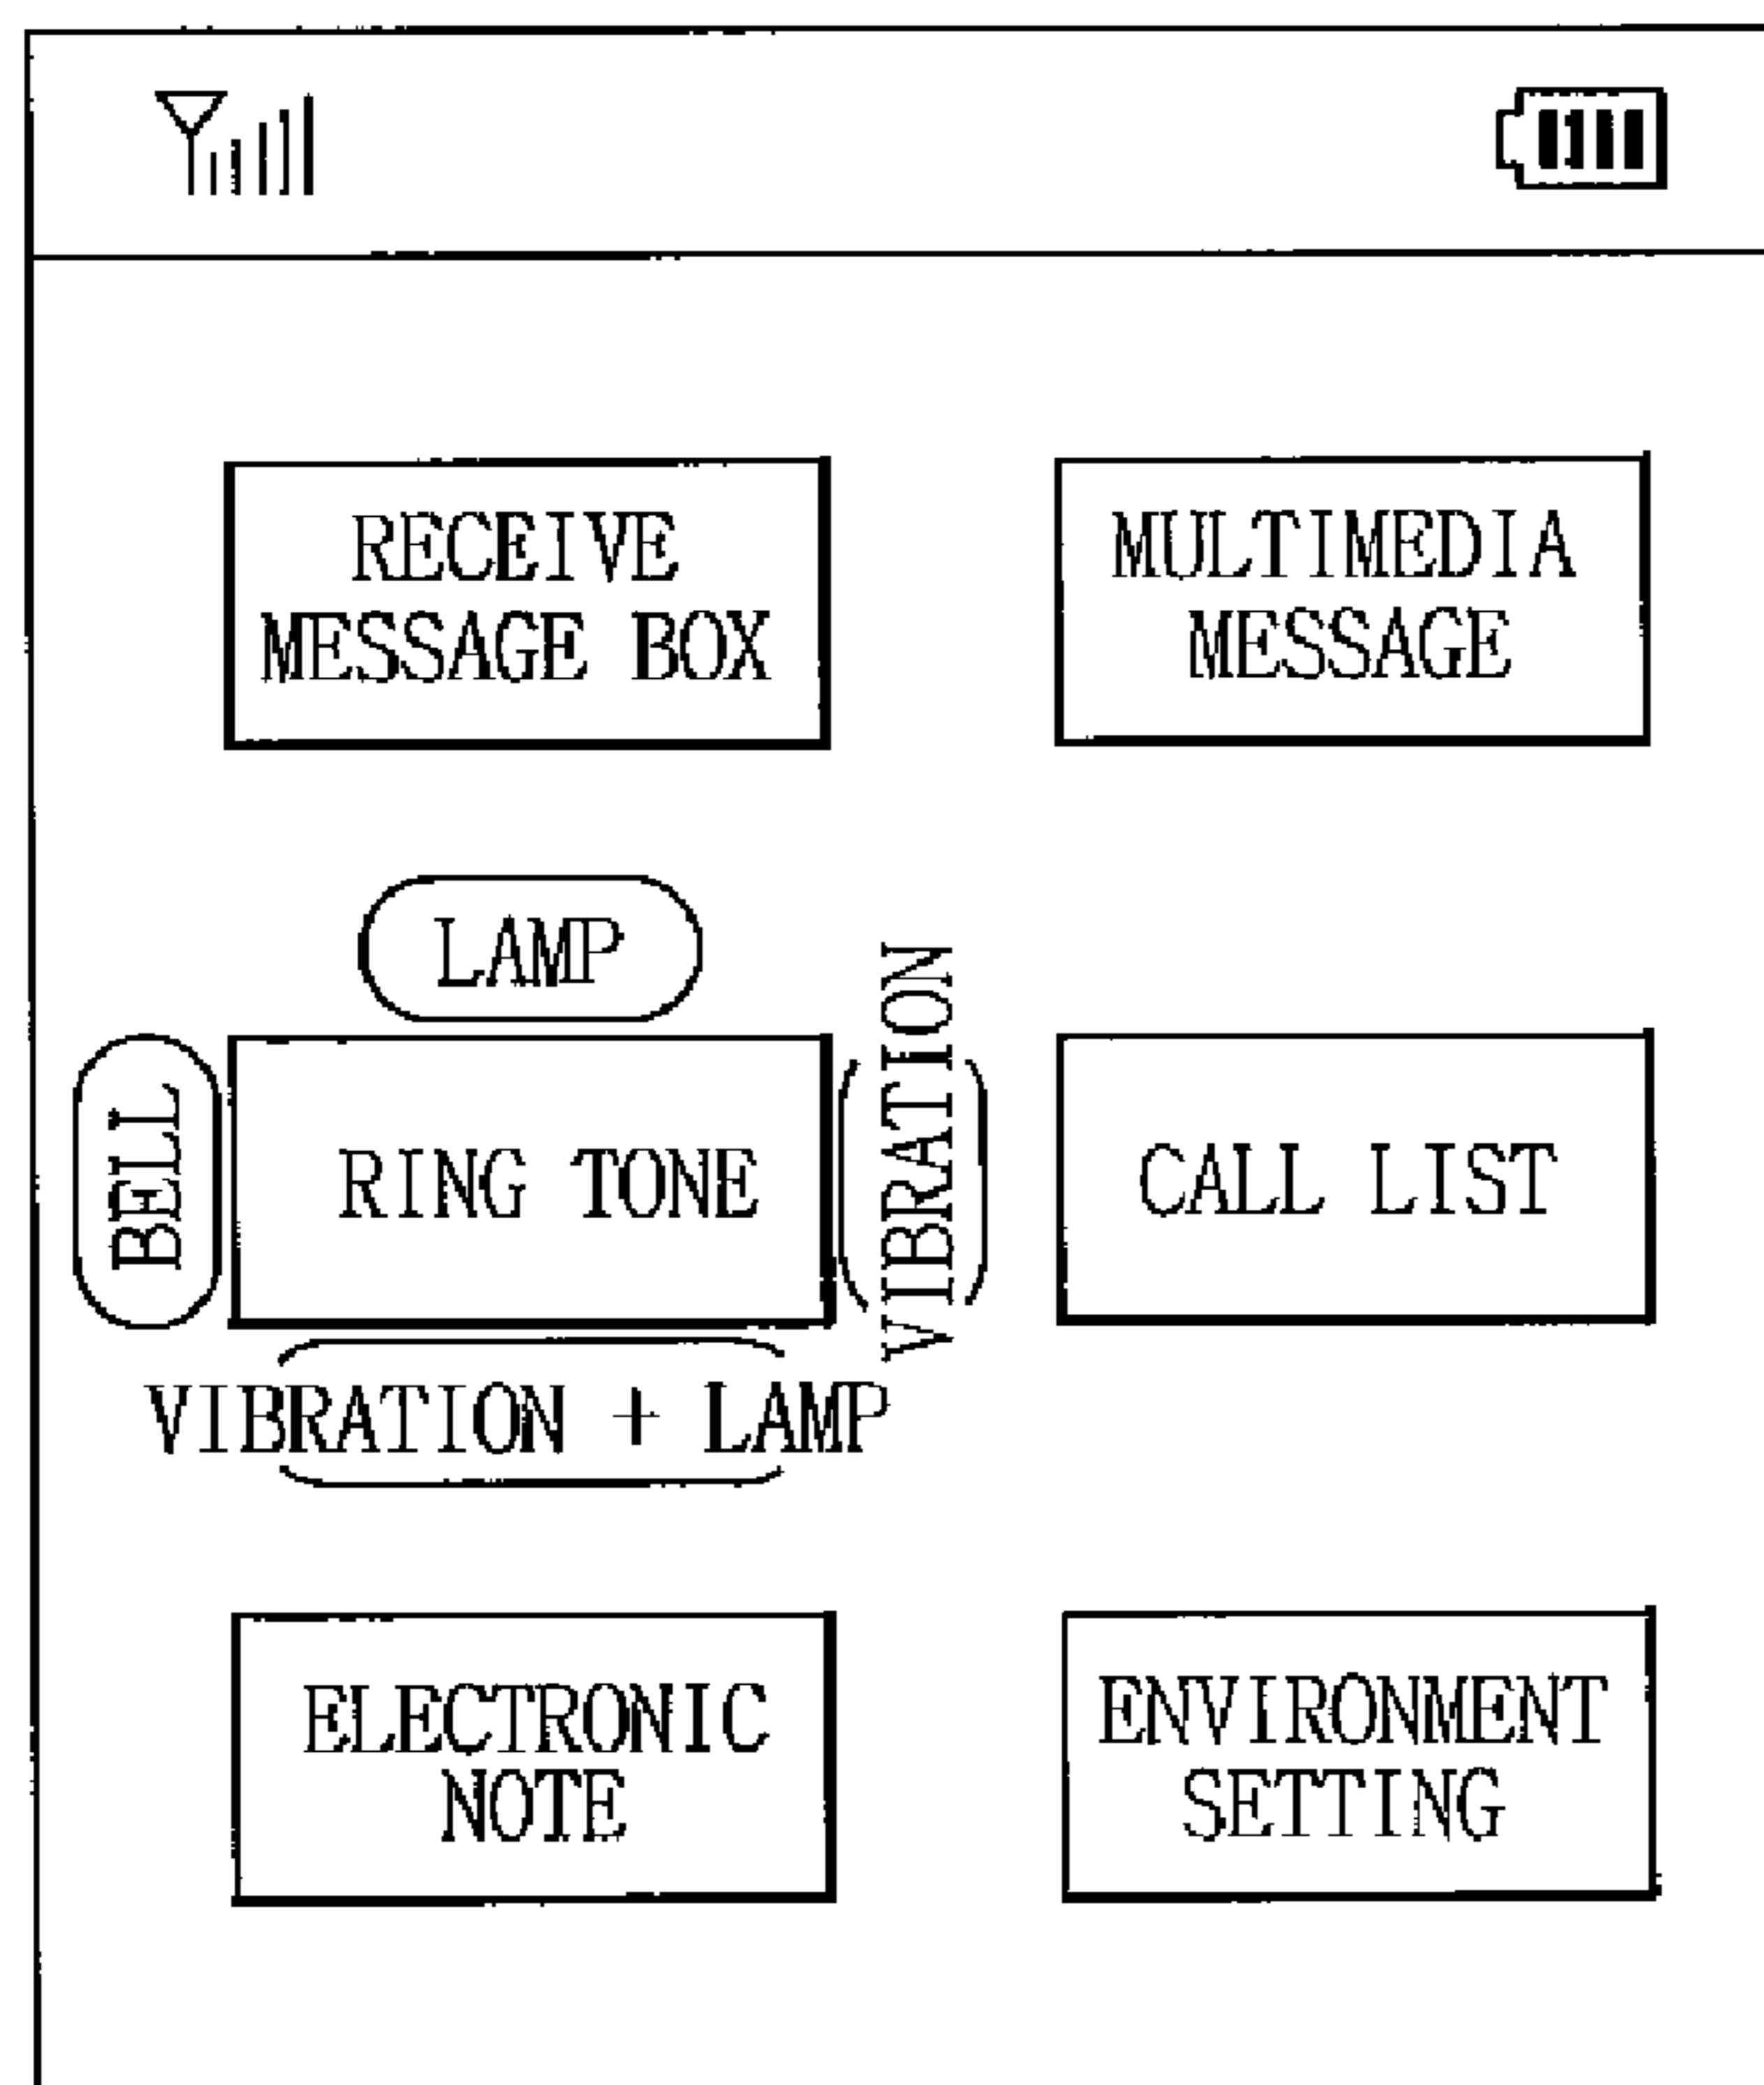 RECEIVE
MESSAGE BOX
MULTIMEDIA
MESSAGE
LAMP
BELL
RING TONE
VIBRATION
CALL LIST
VIBRATION + LAMP
ELECTRONIC
NOTE
ENVIRONMENT
SETTING